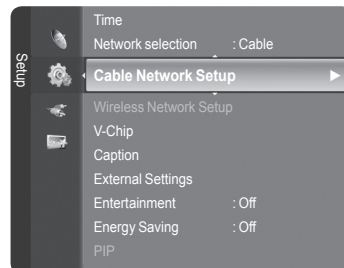 Setup
Time
Network selection : Cable
Cable Network Setup
Wireless Network Setup
V-Chip
Caption
External Settings
Entertainment : Off
Energy Saving : Off
PIP